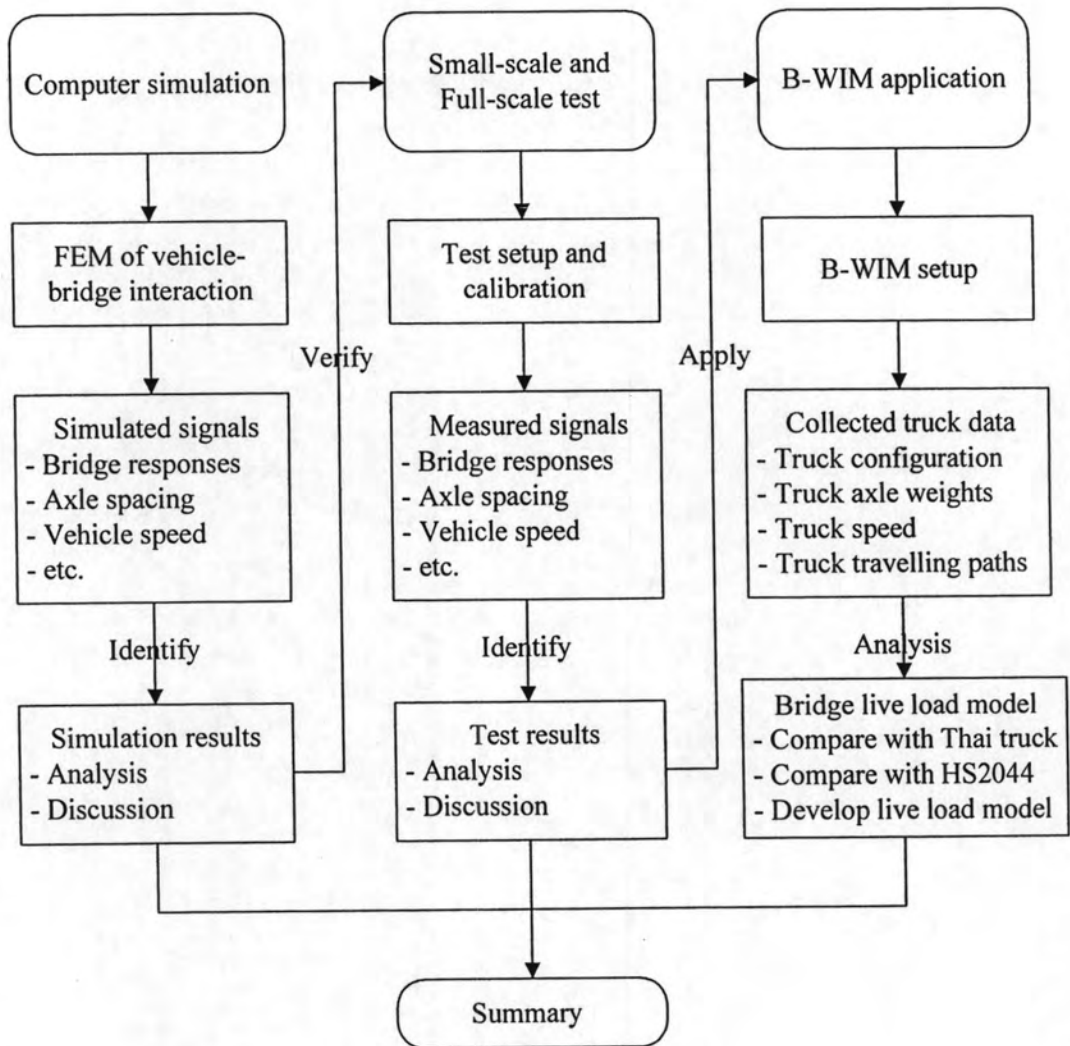 Computer simulation
FEM of vehicle-
bridge interaction
Simulated signals
- Bridge responses
- Axle spacing
- Vehicle speed
- etc.
Identify
Simulation results
- Analysis
- Discussion
Verify
Small-scale and
Full-scale test
Test setup and
calibration
Measured signals
- Bridge responses
- Axle spacing
- Vehicle speed
- etc.
Identify
Test results
- Analysis
- Discussion
Apply
B-WIM application
B-WIM setup
Collected truck data
- Truck configuration
- Truck axle weights
- Truck speed
- Truck travelling paths
Analysis
Bridge live load model
- Compare with Thai truck
- Compare with HS2044
- Develop live load model
Summary